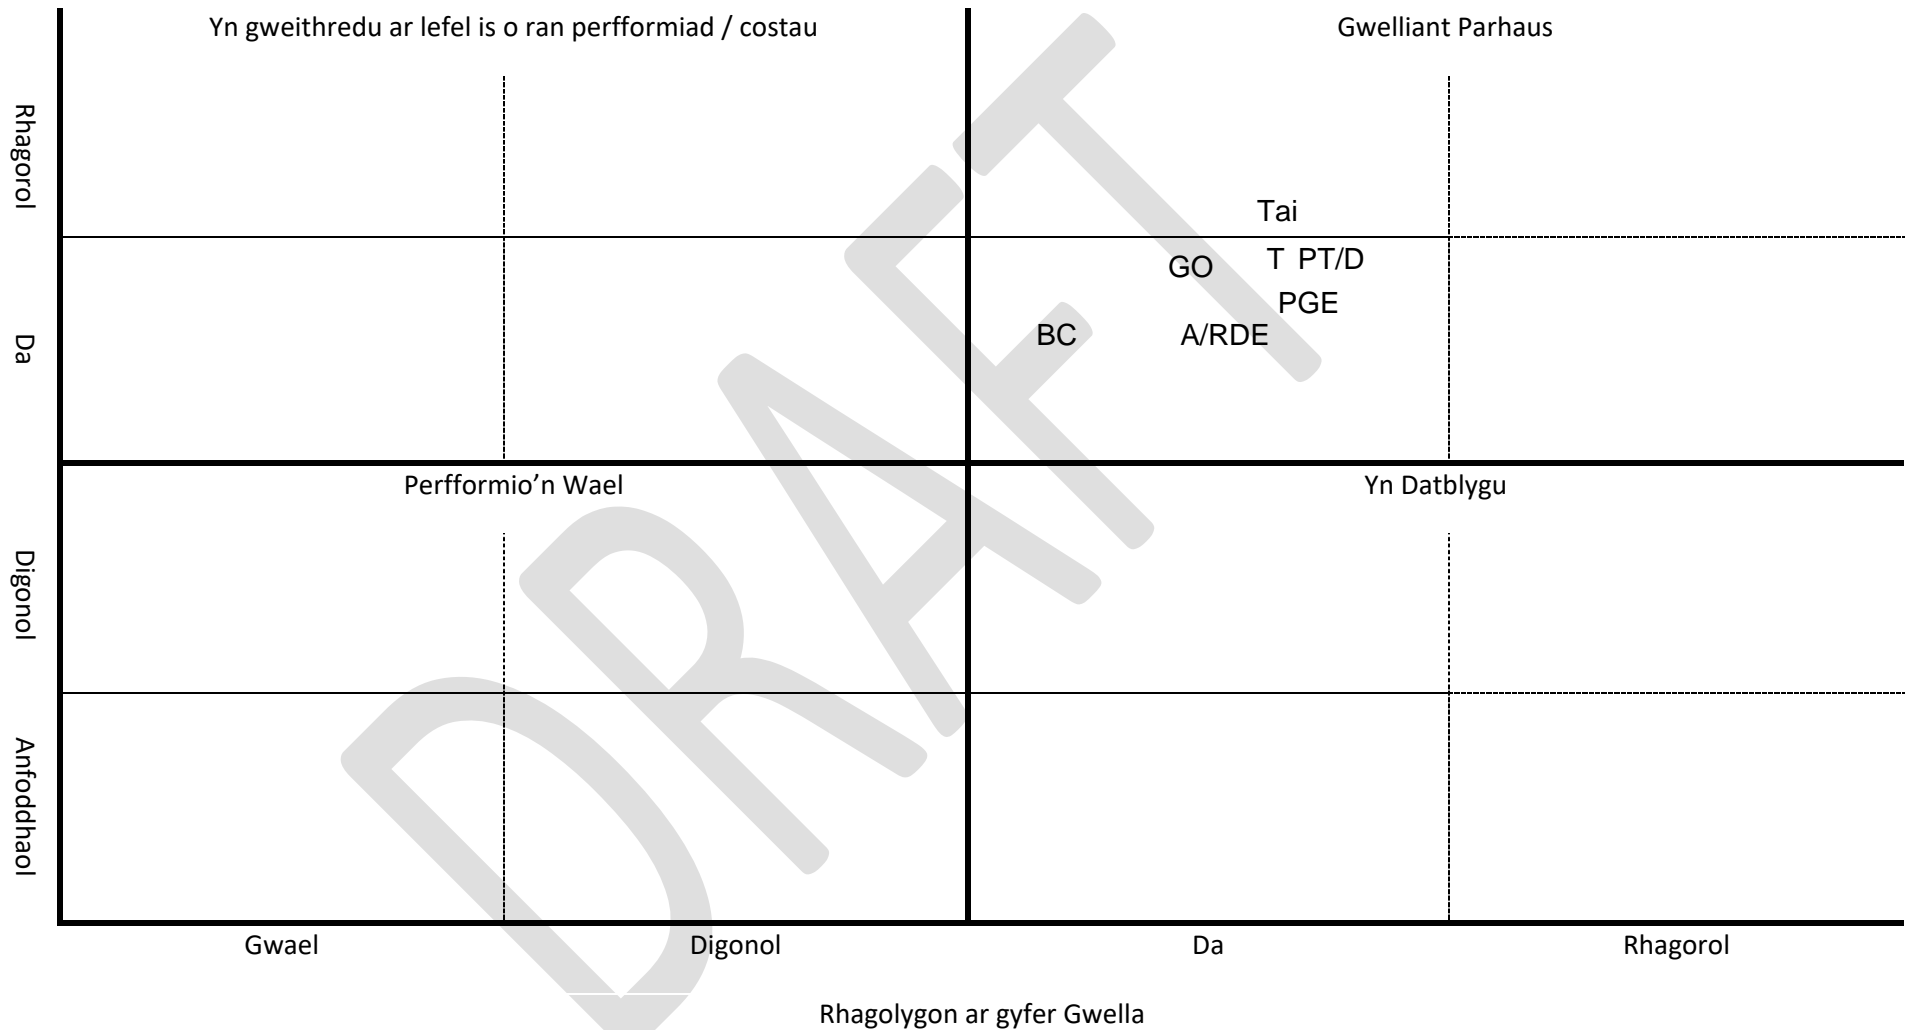 Yn gweithredu ar lefel is o ran perfformiad / costau
Gwelliant Parhaus
Rhagorol
Tai
T PT/D
GO
PGE
BC
A/RDE
Da
Perfformio’n Wael
Yn Datblygu
Digonol
Anfoddhaol
Gwael
Digonol
Da
Rhagorol
Rhagolygon ar gyfer Gwella
DRAFT